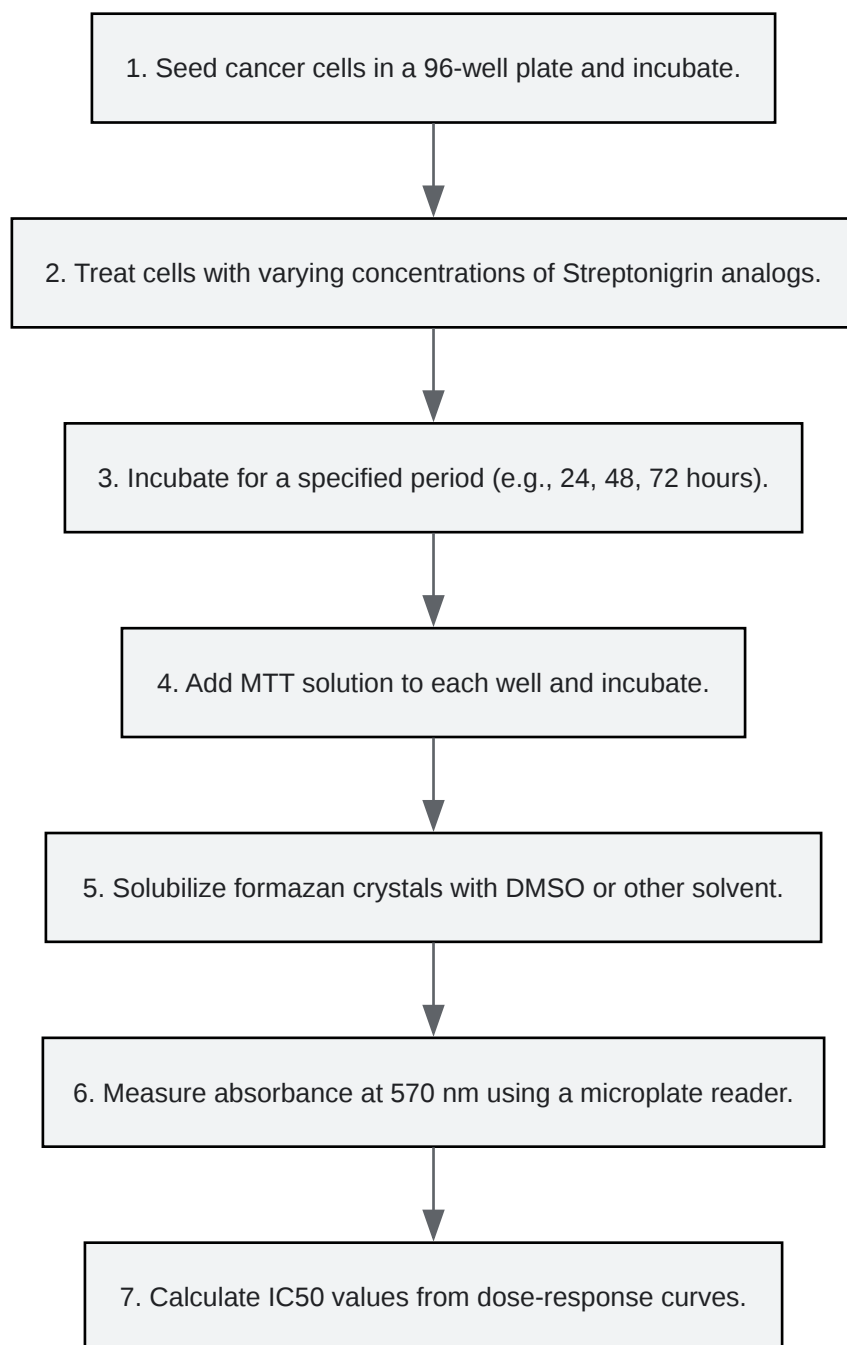 1. Seed cancer cells in a 96-well plate and incubate.
2. Treat cells with varying concentrations of Streptonigrin analogs.
3. Incubate for a specified period (e.g., 24, 48, 72 hours).
4. Add MTT solution to each well and incubate.
5. Solubilize formazan crystals with DMSO or other solvent.
6. Measure absorbance at 570 nm using a microplate reader.
7. Calculate IC50 values from dose-response curves.